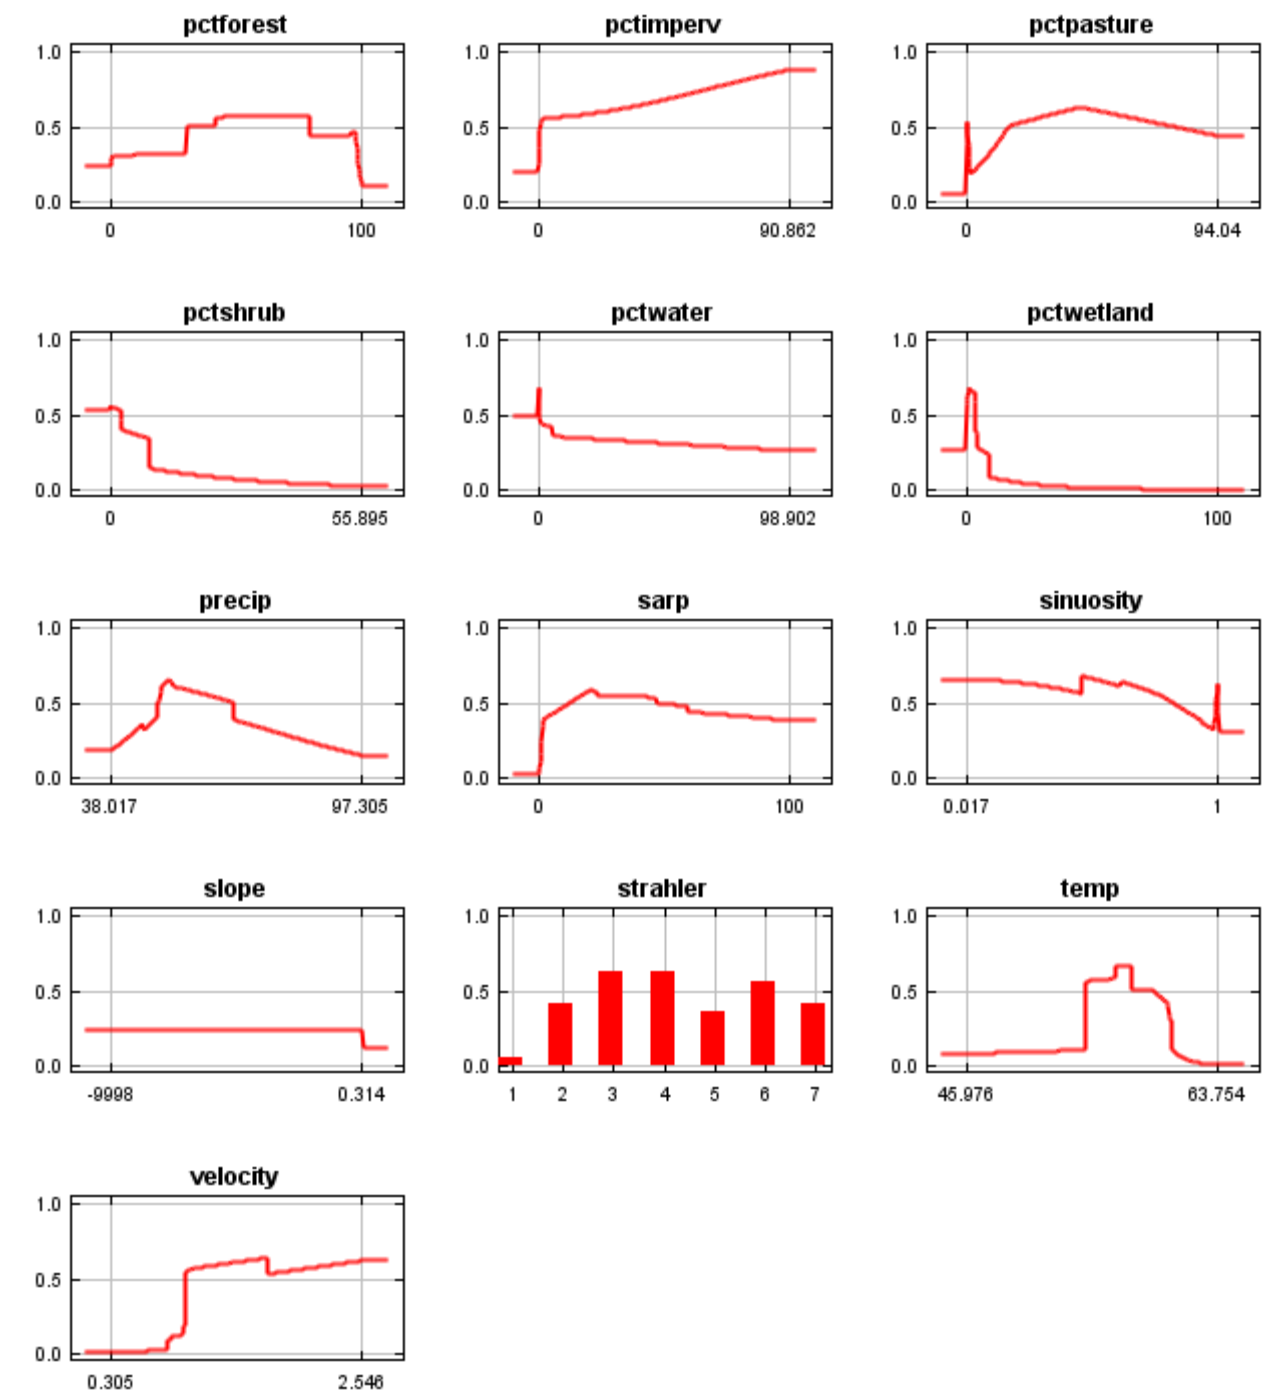 pctforest pctimperv pctpasture
1.0 1.0 1.0
0.5 0.5 0.5
0.0 0.0 0.0
0 100 0 90.862 0 94.04
pctshrub pctwater pctwetland
1.0 1.0 1.0
0.5 0.5 0.5
0.0 0.0 0.0
0 55.895 0 98.902 0 100
precip sarp sinuosity
1.0 1.0 1.0
0.5 0.5 0.5
0.0 0.0 0.0
38.017 97.305 0 100 0.017 1
slope strahler temp
1.0 1.0 1.0
0.5 0.5 0.5
0.0 0.0 0.0
-9998 0.314 1 2 3 4 5 6 7 45.976 63.754
velocity
1.0
0.5
0.0
0.305 2.546